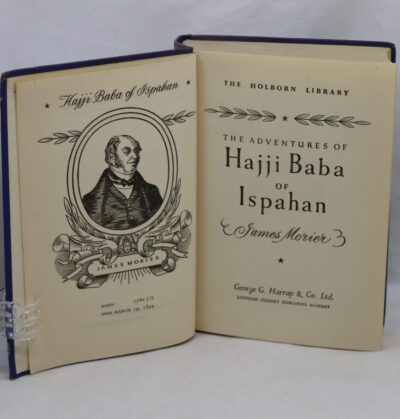 Hajji Baba of Ispahan
JAMES MORIER
BORN 1780 (?)
DIED MARCH 19, 1849
THE HOLBORN LIBRARY
THE ADVENTURES OF
Hajji Baba
OF
Ispahan
James Morier
George G. Harrap & Co. Ltd.
LONDON SYDNEY TORONTO BOMBAY